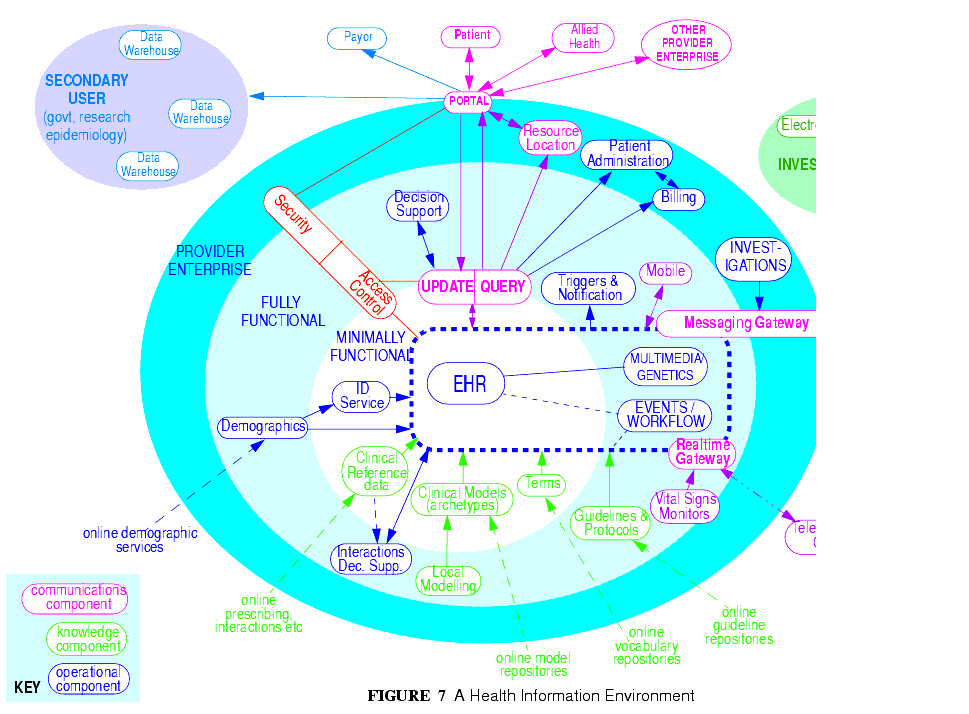 Data
Warehouse
Payor
Patient
Allied
Health
OTHER
PROVIDER
ENTERPRISE
SECONDARY
USER
(govt, research
epidemiology)
Data
Warehouse
Data
Warehouse
PORTAL
Resource
Location
Patient
Administration
Electro
INVES
Billing
Decision
Support
Security
Access
Control
PROVIDER
ENTERPRISE
INVEST-
IGATIONS
UPDATE QUERY
Triggers &
Notification
Mobile
FULLY
FUNCTIONAL
Messaging Gateway
MINIMALLY
FUNCTIONAL
EHR
MULTIMEDIA/
GENETICS
ID
Service
EVENTS /
WORKFLOW
Demographics
Realtime
Gateway
Clinical
Reference
data
Clinical Models
(archetypes)
Terms
Vital Signs
Monitors
Guidelines &
Protocols
online demographic
services
Interactions
Dec. Supp.
Local
Modelling
Tele
KEY
communications
component
knowledge
component
operational
component
online
prescribing,
interactions etc
online model
repositories
online
vocabulary
repositories
online
guideline
repositories
FIGURE 7 A Health Information Environment